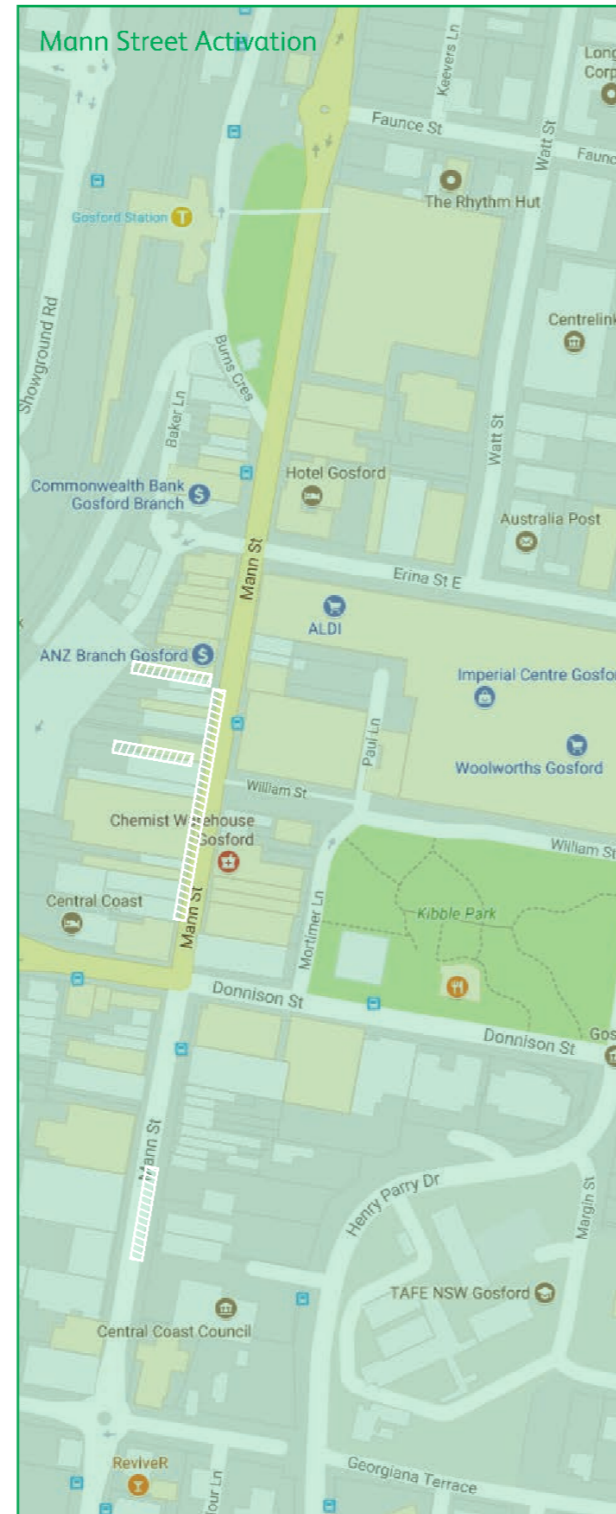 Mann Street Activation
Keevers Ln
Long
Corp
Faunce St
Watt St
Faunc
The Rhythm Hut
Gosford Station
T
Showground Rd
Centrelink
Burns Cres
Baker Ln
Watt St
Hotel Gosford
Commonwealth Bank
Gosford Branch
$
Australia Post
Mann St
Erina St E
ALDI
ANZ Branch Gosford
$
Imperial Centre Gosfor
Paul Ln
Woolworths Gosford
William St
Chemist W ehouse
Gosford
William St
Central Coast
Mann St
Mortimer Ln
Kibble Park
Donnison St
Donnison St
Gos
Mann St
Henry Parry Dr
Margin St
TAFE NSW Gosford
Central Coast Council
ReviveR
our Ln
Georgiana Terrace